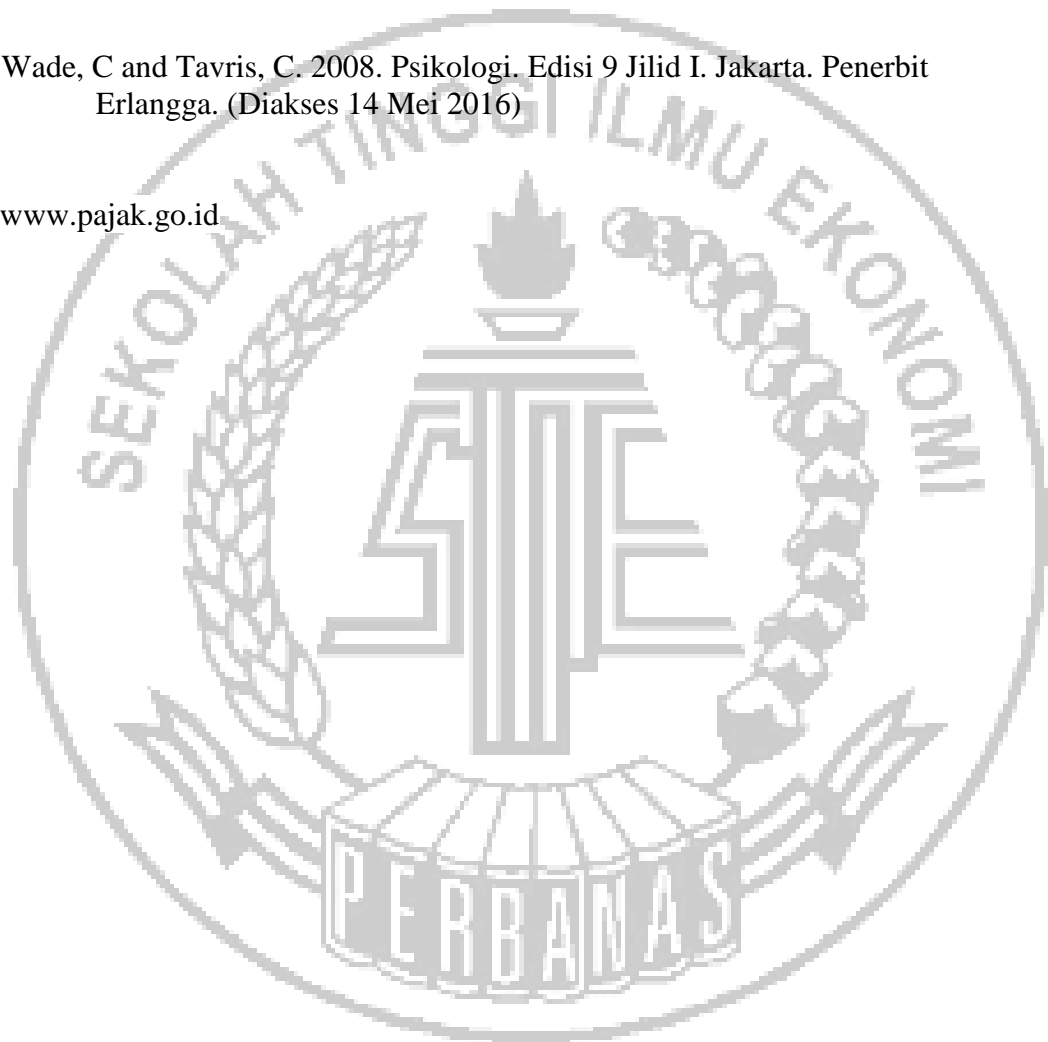 Wade, C and Tavris, C. 2008. Psikologi. Edisi 9 Jilid I. Jakarta. Penerbit
Erlangga. (Diakses 14 Mei 2016)
www.pajak.go.id
SEKOLAH TINGGI ILMU EKONOMI
STIE
PERBANAS